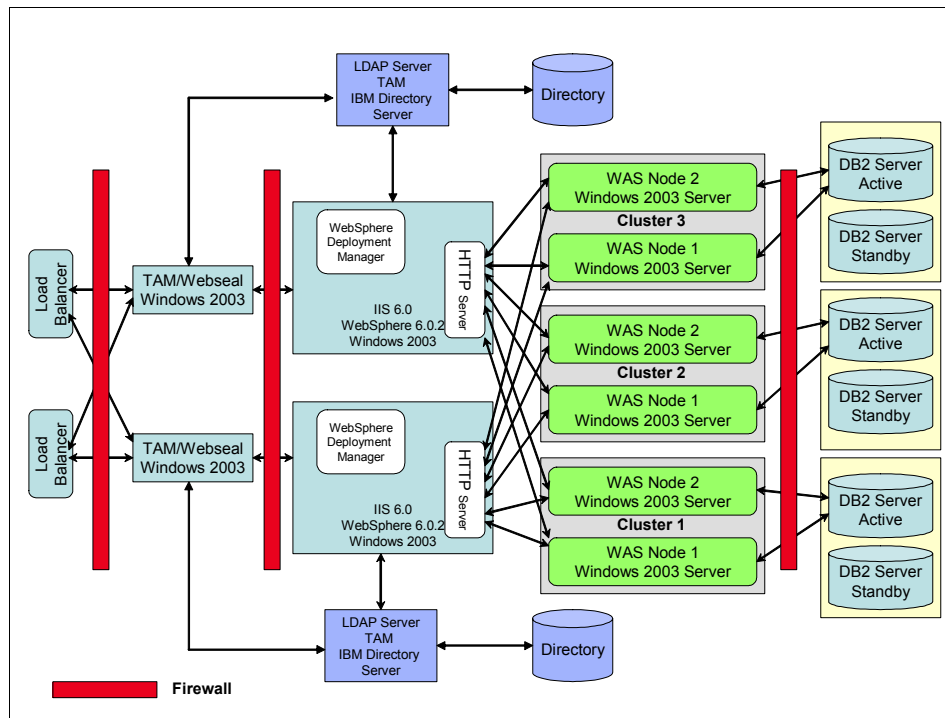 LDAP Server
TAM
IBM Directory
Server
Directory
Load
Balancer
TAM/Webseal
Windows 2003
WebSphere
Deployment
Manager
HTTP Server
IIS 6.0
WebSphere 6.0.2
Windows 2003
WAS Node 2
Windows 2003 Server
Cluster 3
WAS Node 1
Windows 2003 Server
DB2 Server
Active
DB2 Server
Standby
WAS Node 2
Windows 2003 Server
Cluster 2
WAS Node 1
Windows 2003 Server
DB2 Server
Active
DB2 Server
Standby
Load
Balancer
TAM/Webseal
Windows 2003
WebSphere
Deployment
Manager
HTTP Server
IIS 6.0
WebSphere 6.0.2
Windows 2003
WAS Node 2
Windows 2003 Server
Cluster 1
WAS Node 1
Windows 2003 Server
DB2 Server
Active
DB2 Server
Standby
LDAP Server
TAM
IBM Directory
Server
Directory
Firewall